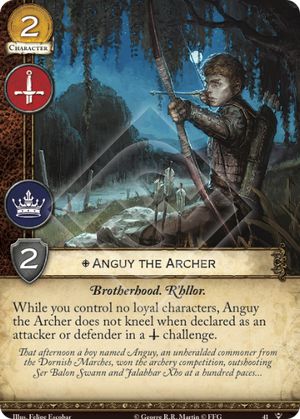 2
CHARACTER
2
ANGUY THE ARCHER
Brotherhood. R'hllor.
While you control no loyal characters, Anguy
the Archer does not kneel when declared as an
attacker or defender in a challenge.
That afternoon a boy named Anguy, an unheralded commoner from
the Dornish Marches, won the archery competition, outshooting
Ser Balon Swann and Jalabhar Xho at a hundred paces...
Illus. Felipe Escobar
© George R.R. Martin © FFG
41